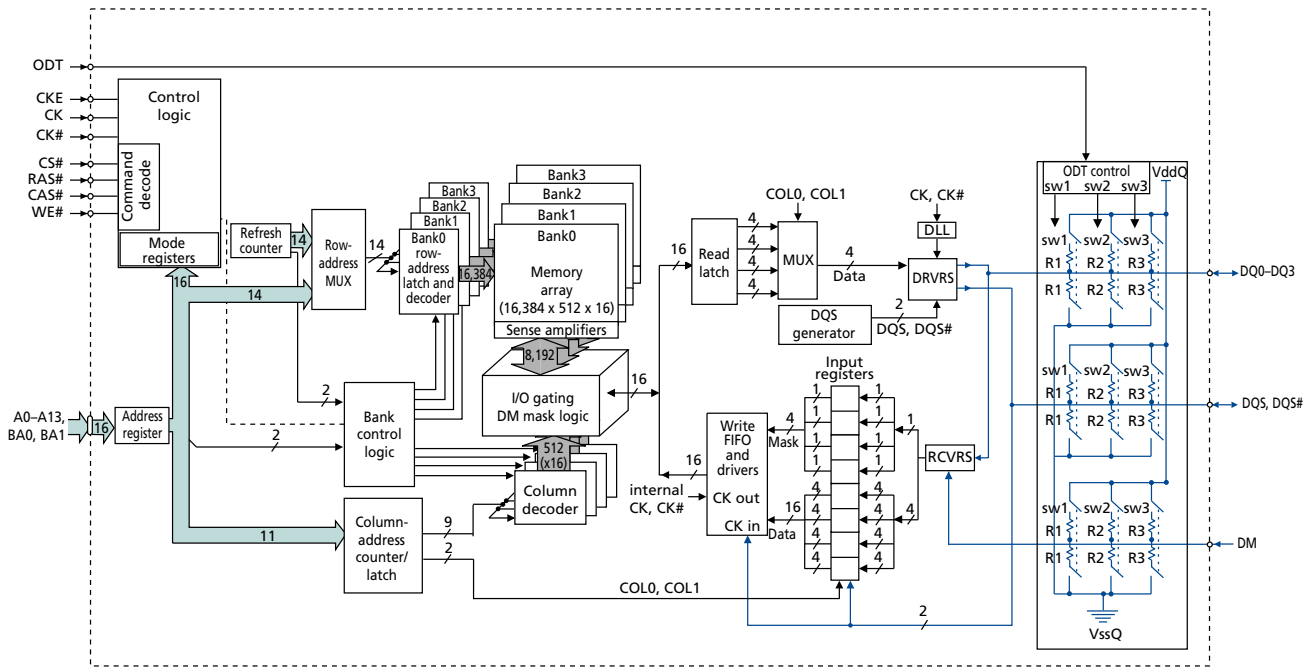 ODT
CKE
CK
CK#
CS#
RAS#
CAS#
WE#
Control
logic
Command
decode
Mode
registers
16
14
Refresh
counter
14
Row-
address
MUX
14
Bank3
Bank2
Bank1
Bank0
row-
address
latch and
decoder
16,384
Bank3
Bank2
Bank1
Bank0
Memory
array
(16,384 x 512 x 16)
Sense amplifiers
8,192
I/O gating
DM mask logic
16
16
16
512
(x16)
Column
decoder
A0–A13,
BA0, BA1
16
Address
register
2
2
Bank
control
logic
11
Column-
address
counter/
latch
9
2
COL0, COL1
Read
latch
4
4
4
4
COL0, COL1
MUX
4
Data
CK, CK#
DLL
DRVRS
DQS
generator
2
DQS, DQS#
Input
registers
1
1
1
1
4
4
4
4
1
1
1
1
4
4
4
4
1
4
RCVRS
4
Mask
16
Data
Write
FIFO
and
drivers
CK out
CK in
internal
CK, CK#
2
ODT control
sw1 sw2 sw3
VddQ
sw1 sw2 sw3
R1 R2 R3
R1 R2 R3
DQ0–DQ3
sw1 sw2 sw3
R1 R2 R3
R1 R2 R3
DQS, DQS#
sw1 sw2 sw3
R1 R2 R3
R1 R2 R3
DM
VssQ